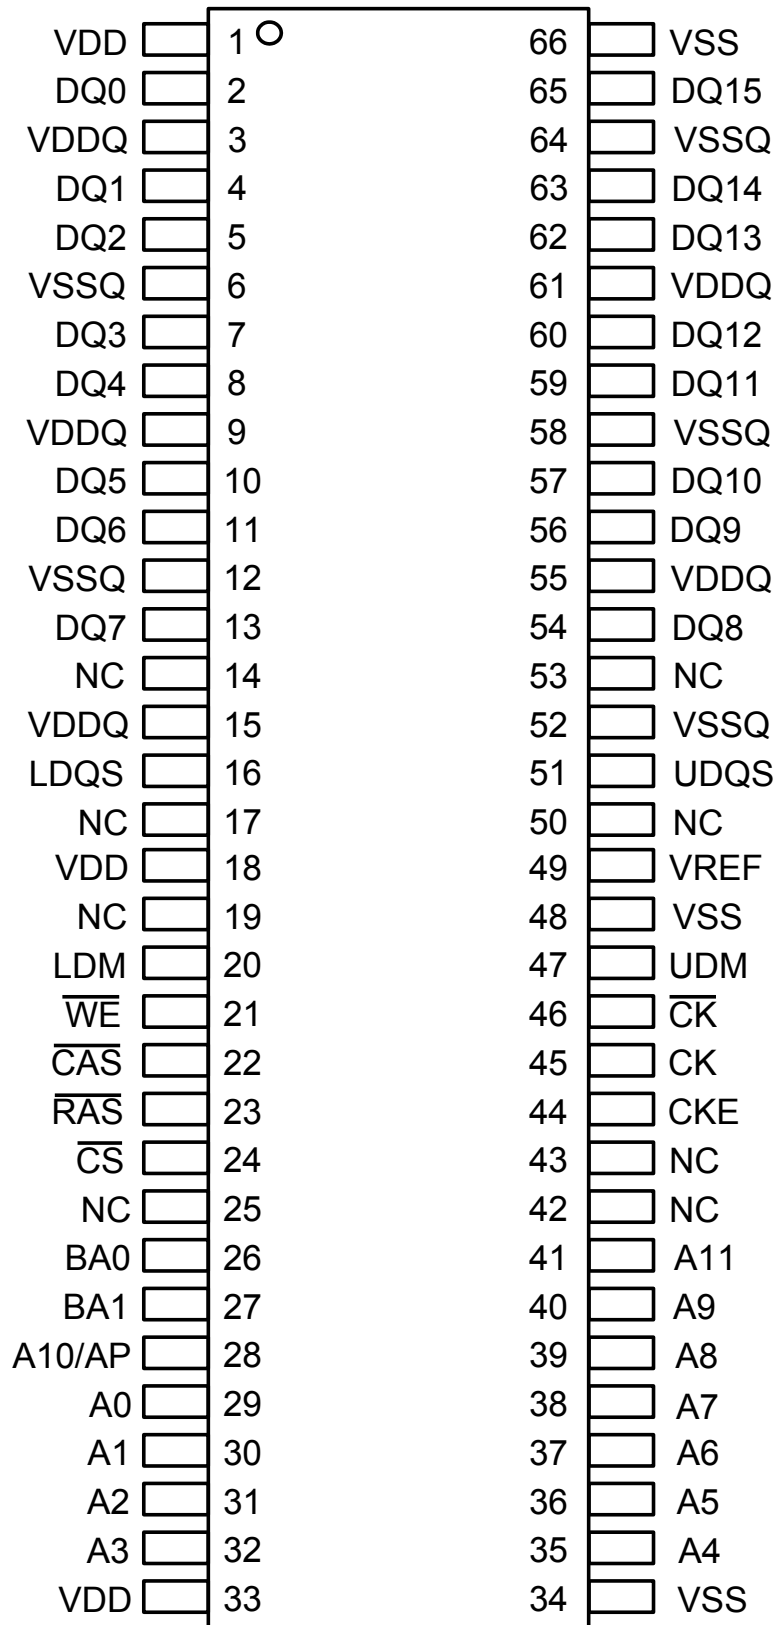 VDD 1 66 VSS
DQ0 2 65 DQ15
VDDQ 3 64 VSSQ
DQ1 4 63 DQ14
DQ2 5 62 DQ13
VSSQ 6 61 VDDQ
DQ3 7 60 DQ12
DQ4 8 59 DQ11
VDDQ 9 58 VSSQ
DQ5 10 57 DQ10
DQ6 11 56 DQ9
VSSQ 12 55 VDDQ
DQ7 13 54 DQ8
NC 14 53 NC
VDDQ 15 52 VSSQ
LDQS 16 51 UDQS
NC 17 50 NC
VDD 18 49 VREF
NC 19 48 VSS
LDM 20 47 UDM
W̅E̅ 21 46 C̅K̅
C̅A̅S̅ 22 45 CK
R̅A̅S̅ 23 44 CKE
C̅S̅ 24 43 NC
NC 25 42 NC
BA0 26 41 A11
BA1 27 40 A9
A10/AP 28 39 A8
A0 29 38 A7
A1 30 37 A6
A2 31 36 A5
A3 32 35 A4
VDD 33 34 VSS